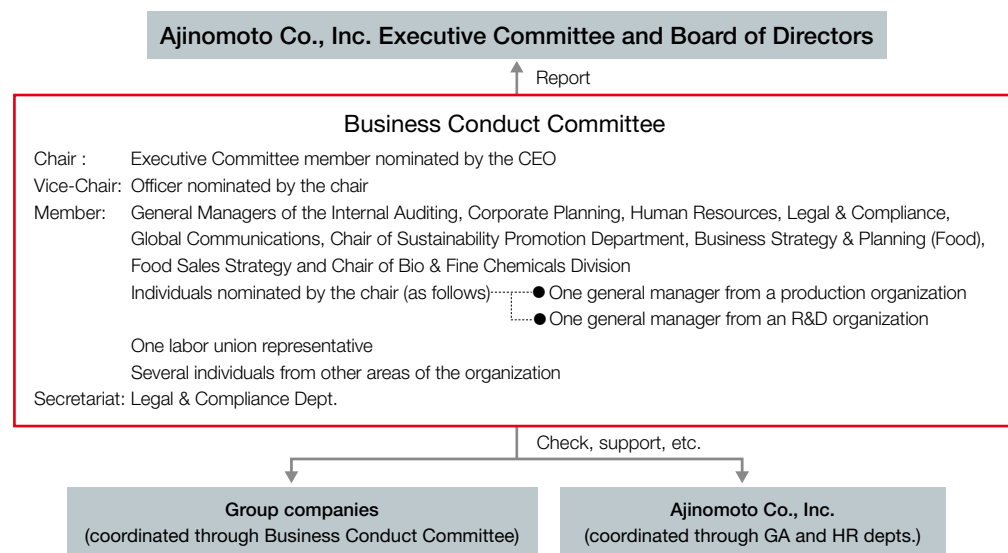 Ajinomoto Co., Inc. Executive Committee and Board of Directors
Report
Business Conduct Committee
Chair : Executive Committee member nominated by the CEO
Vice-Chair: Officer nominated by the chair
Member: General Managers of the Internal Auditing, Corporate Planning, Human Resources, Legal & Compliance,
Global Communications, Chair of Sustainability Promotion Department, Business Strategy & Planning (Food),
Food Sales Strategy and Chair of Bio & Fine Chemicals Division
Individuals nominated by the chair (as follows) ● One general manager from a production organization
● One general manager from an R&D organization
One labor union representative
Several individuals from other areas of the organization
Secretariat: Legal & Compliance Dept.
Check, support, etc.
Group companies
(coordinated through Business Conduct Committee)
Ajinomoto Co., Inc.
(coordinated through GA and HR depts.)